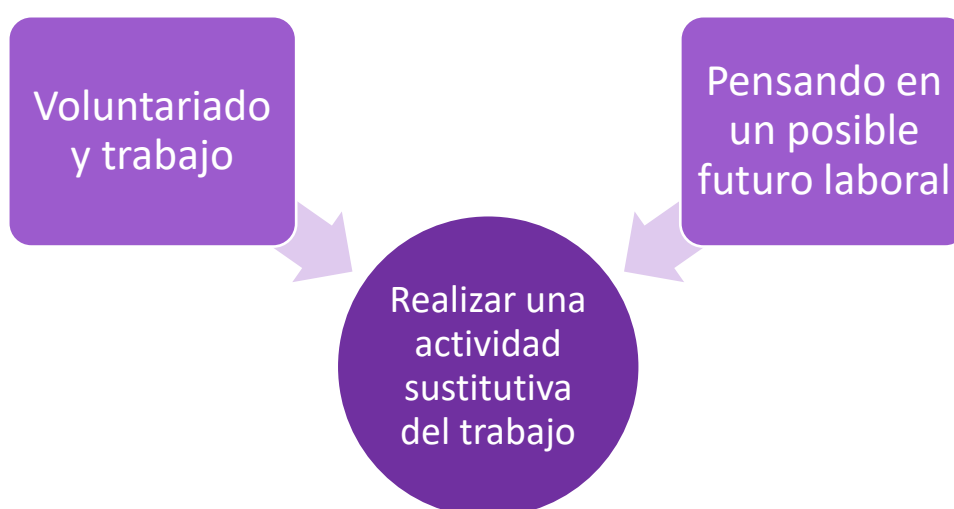 Voluntariado
y trabajo
Pensando en
un posible
futuro laboral
Realizar una
actividad
sustitutiva
del trabajo